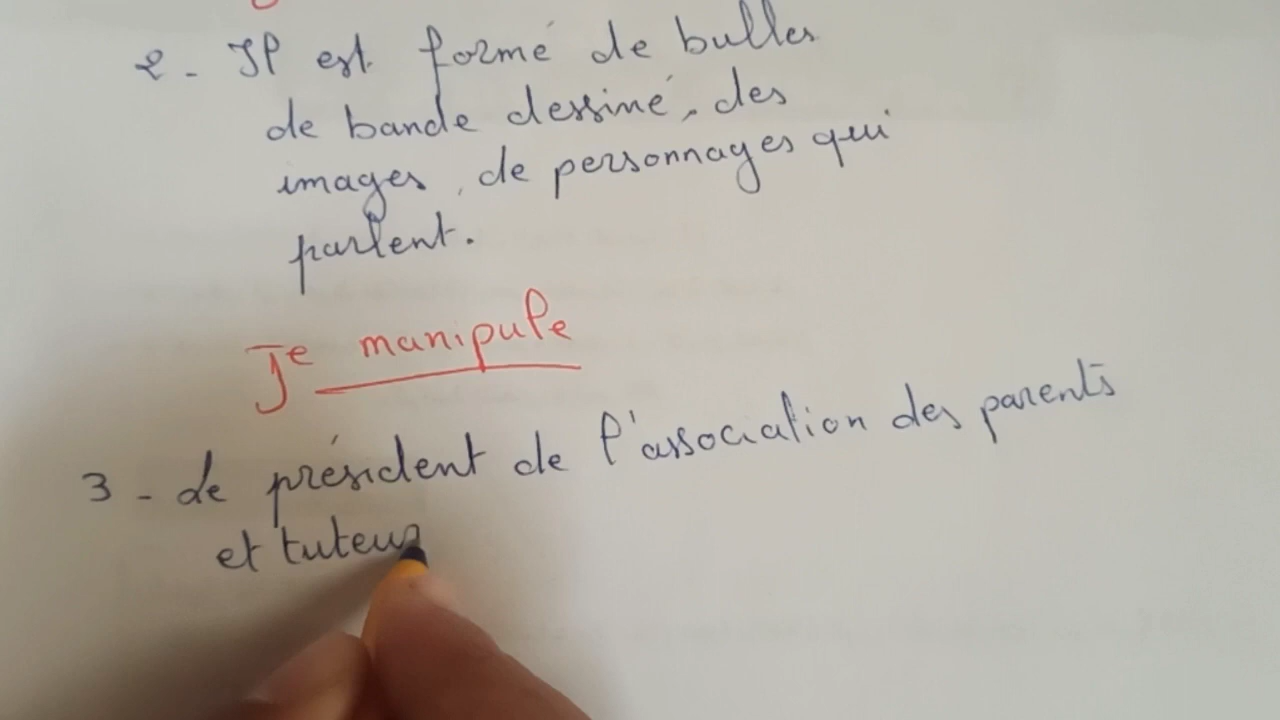 2 - Il est formé de bulles
de bande dessiné, des
images, de personnages qui
parlent.
Je manipule
3 - Le président de l'association des parents
et tuteur